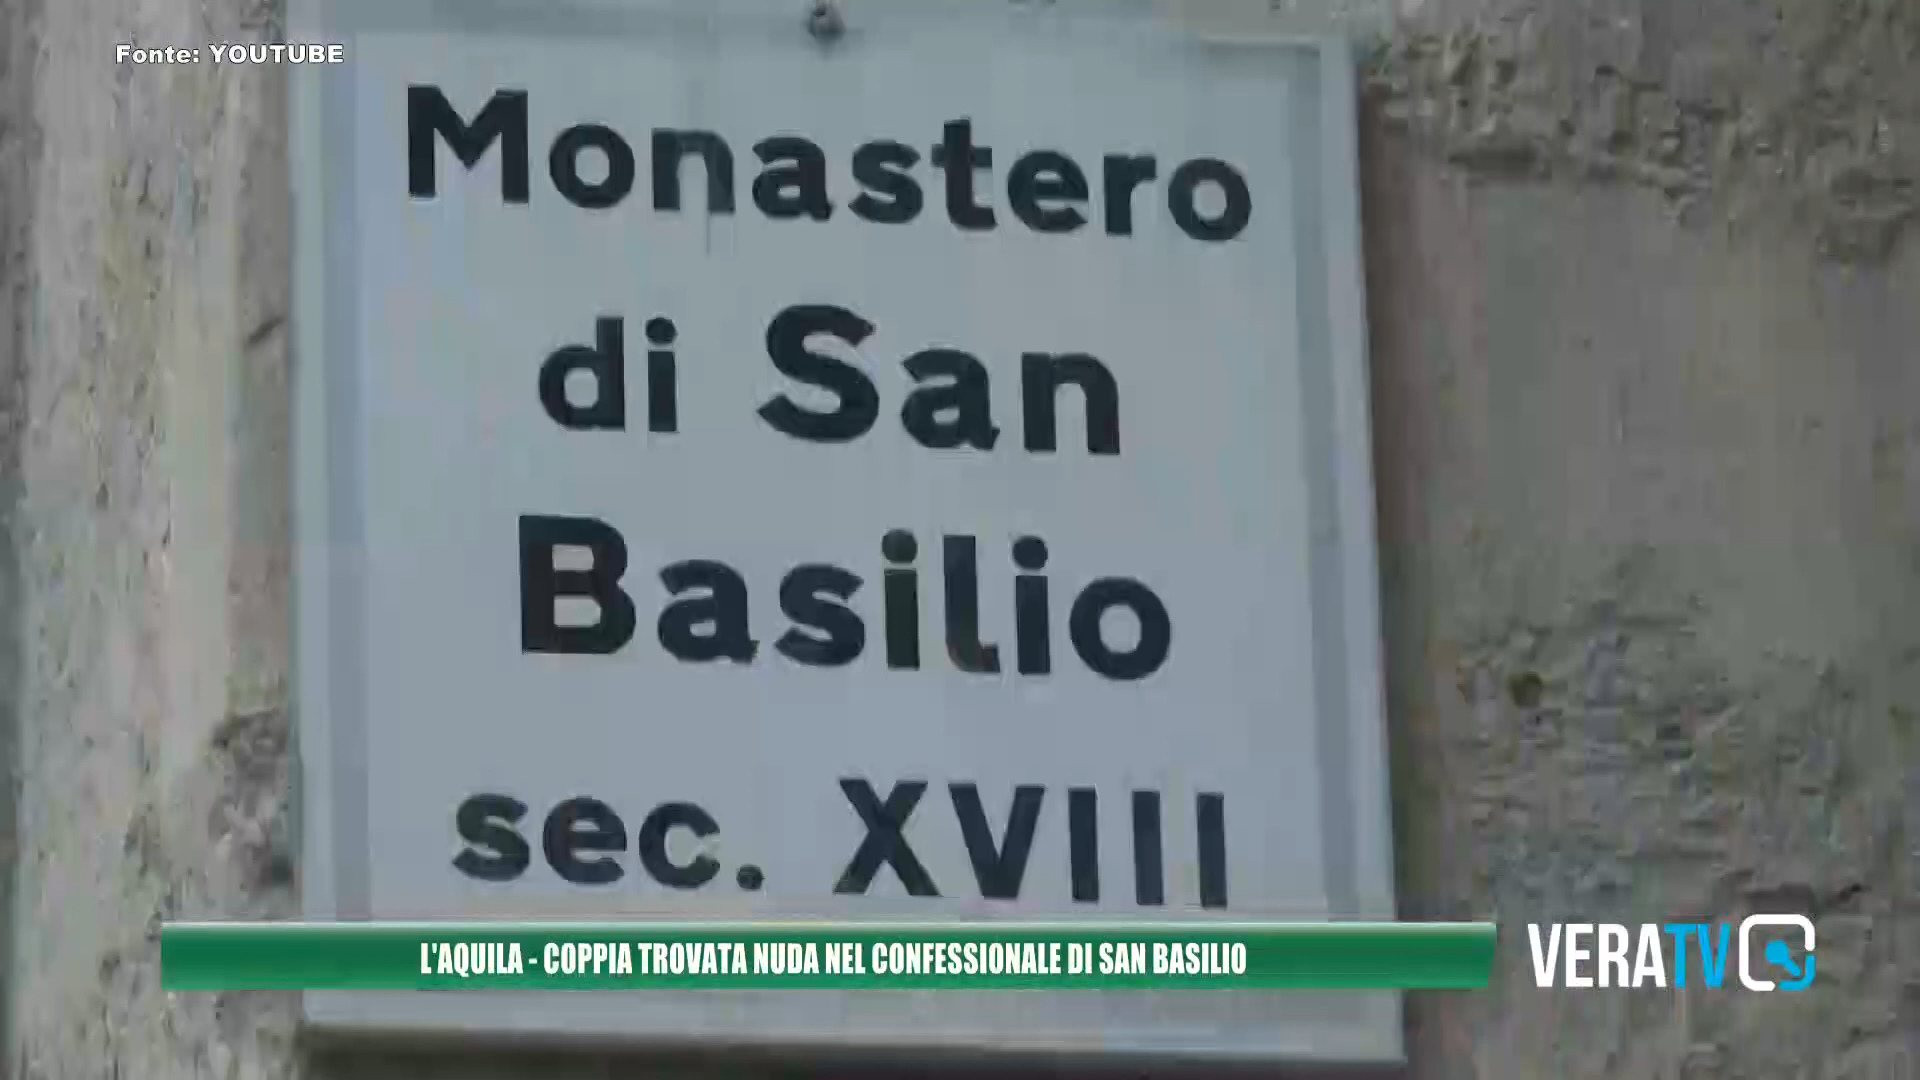 Fonte: YOUTUBE
Monastero
di San
Basilio
sec. XVIII
L'AQUILA - COPPIA TROVATA NUDA NEL CONFESSIONALE DI SAN BASILIO
VERATV